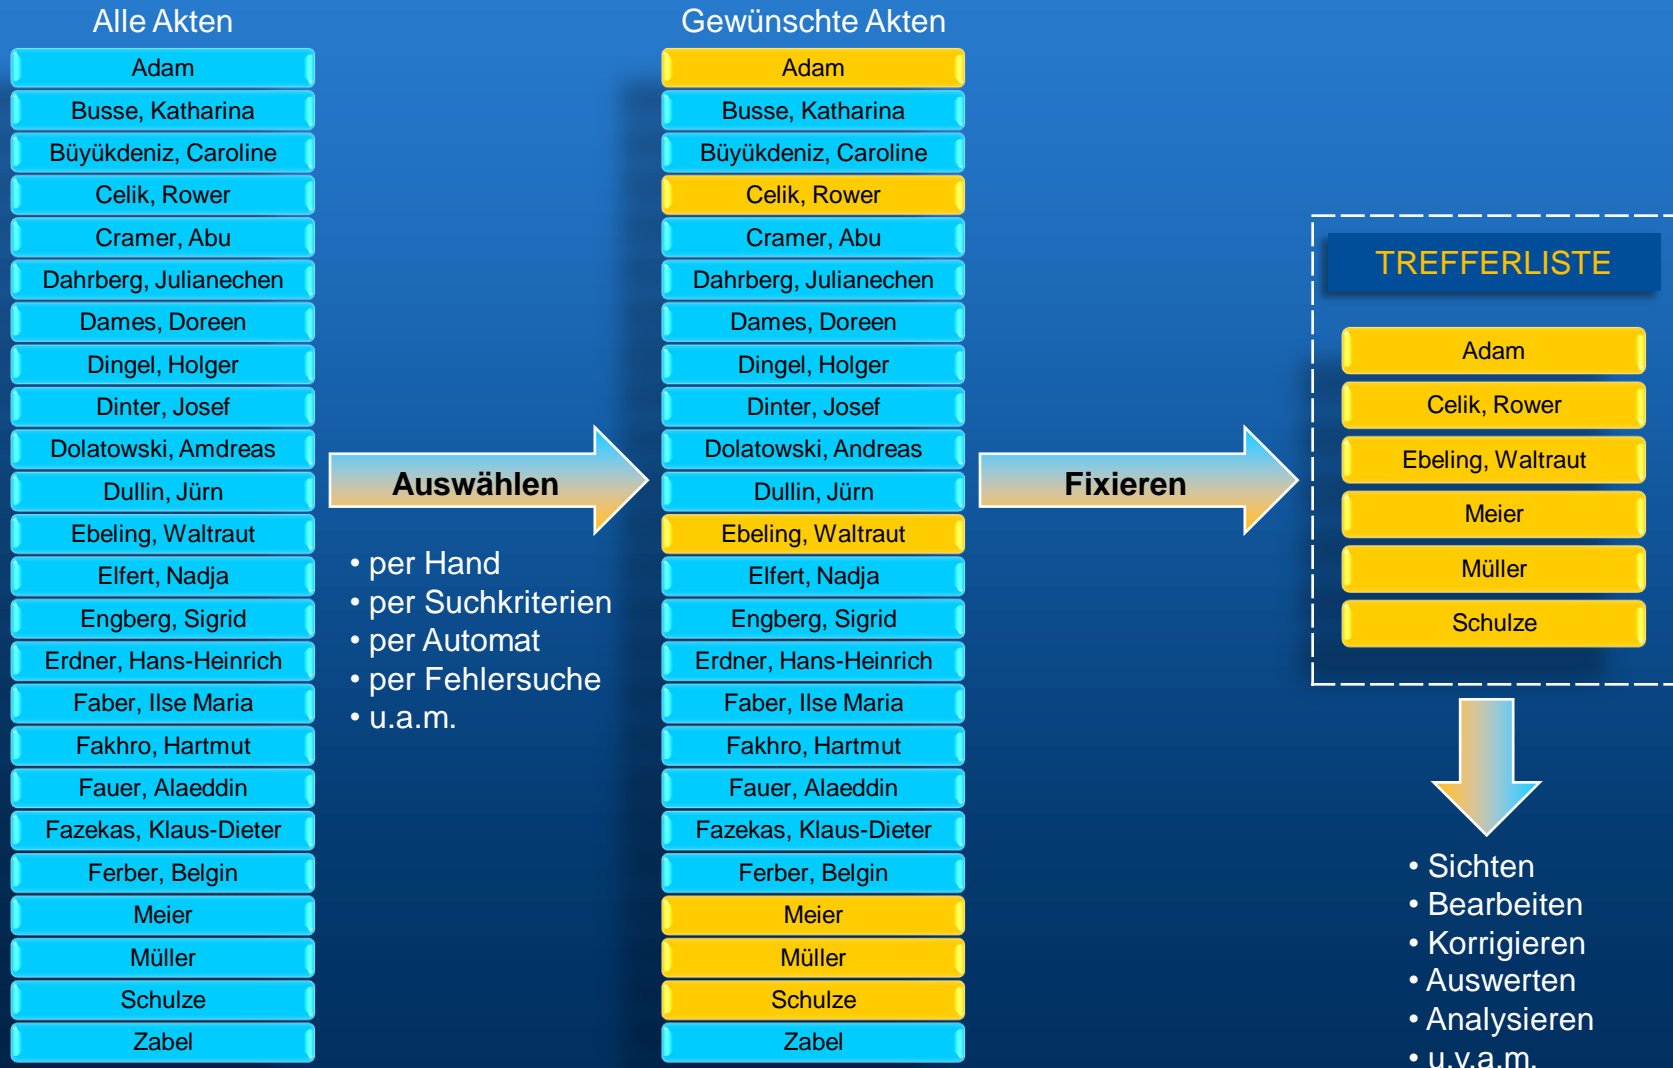 Alle Akten
Adam
Busse, Katharina
Büyükdeniz, Caroline
Celik, Rower
Cramer, Abu
Dahrberg, Julianechen
Dames, Doreen
Dingel, Holger
Dinter, Josef
Dolatowski, Amdreas
Dullin, Jürn
Ebeling, Waltraut
Elfert, Nadja
Engberg, Sigrid
Erdner, Hans-Heinrich
Faber, Ilse Maria
Fakhro, Hartmut
Fauer, Alaeddin
Fazekas, Klaus-Dieter
Ferber, Belgin
Meier
Müller
Schulze
Zabel
Auswählen
• per Hand
• per Suchkriterien
• per Automat
• per Fehlersuche
• u.a.m.
Gewünschte Akten
Adam
Busse, Katharina
Büyükdeniz, Caroline
Celik, Rower
Cramer, Abu
Dahrberg, Julianechen
Dames, Doreen
Dingel, Holger
Dinter, Josef
Dolatowski, Andreas
Dullin, Jürn
Ebeling, Waltraut
Elfert, Nadja
Engberg, Sigrid
Erdner, Hans-Heinrich
Faber, Ilse Maria
Fakhro, Hartmut
Fauer, Alaeddin
Fazekas, Klaus-Dieter
Ferber, Belgin
Meier
Müller
Schulze
Zabel
Fixieren
TREFFERLISTE
Adam
Celik, Rower
Ebeling, Waltraut
Meier
Müller
Schulze
• Sichten
• Bearbeiten
• Korrigieren
• Auswerten
• Analysieren
• u.v.a.m.